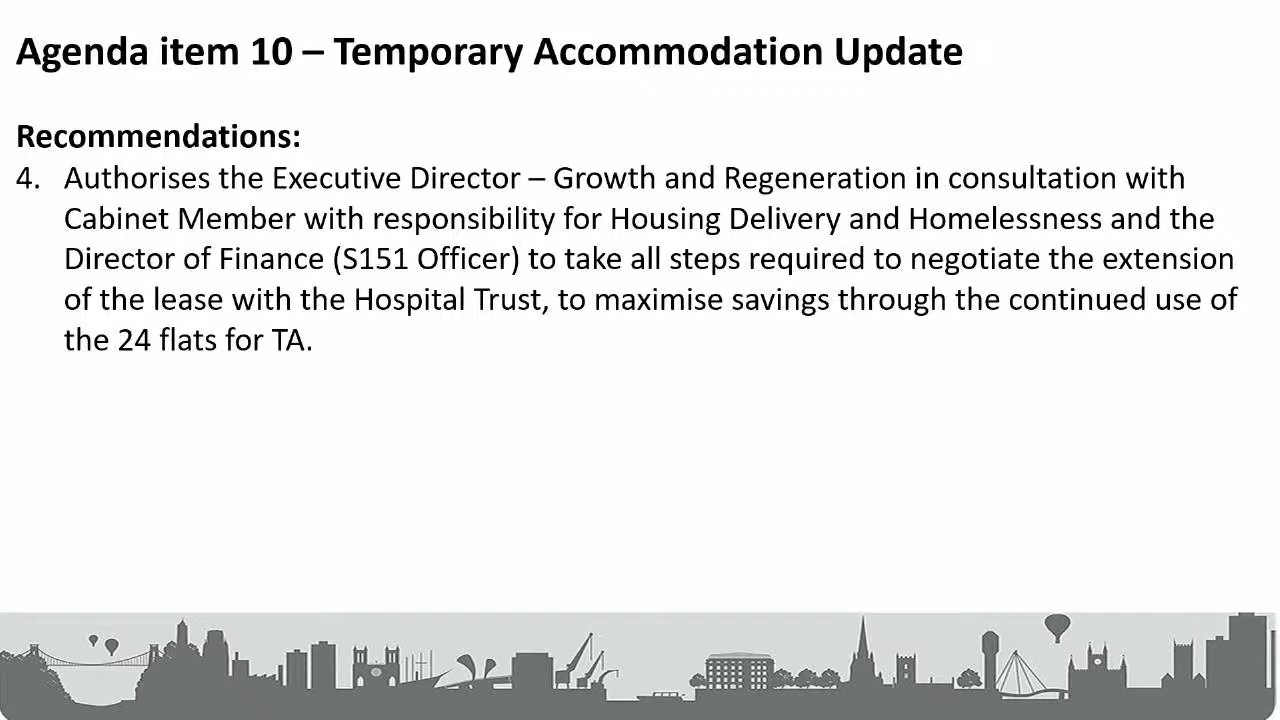 Agenda item 10 – Temporary Accommodation Update
Recommendations:
4. Authorises the Executive Director – Growth and Regeneration in consultation with
Cabinet Member with responsibility for Housing Delivery and Homelessness and the
Director of Finance (S151 Officer) to take all steps required to negotiate the extension
of the lease with the Hospital Trust, to maximise savings through the continued use of
the 24 flats for TA.